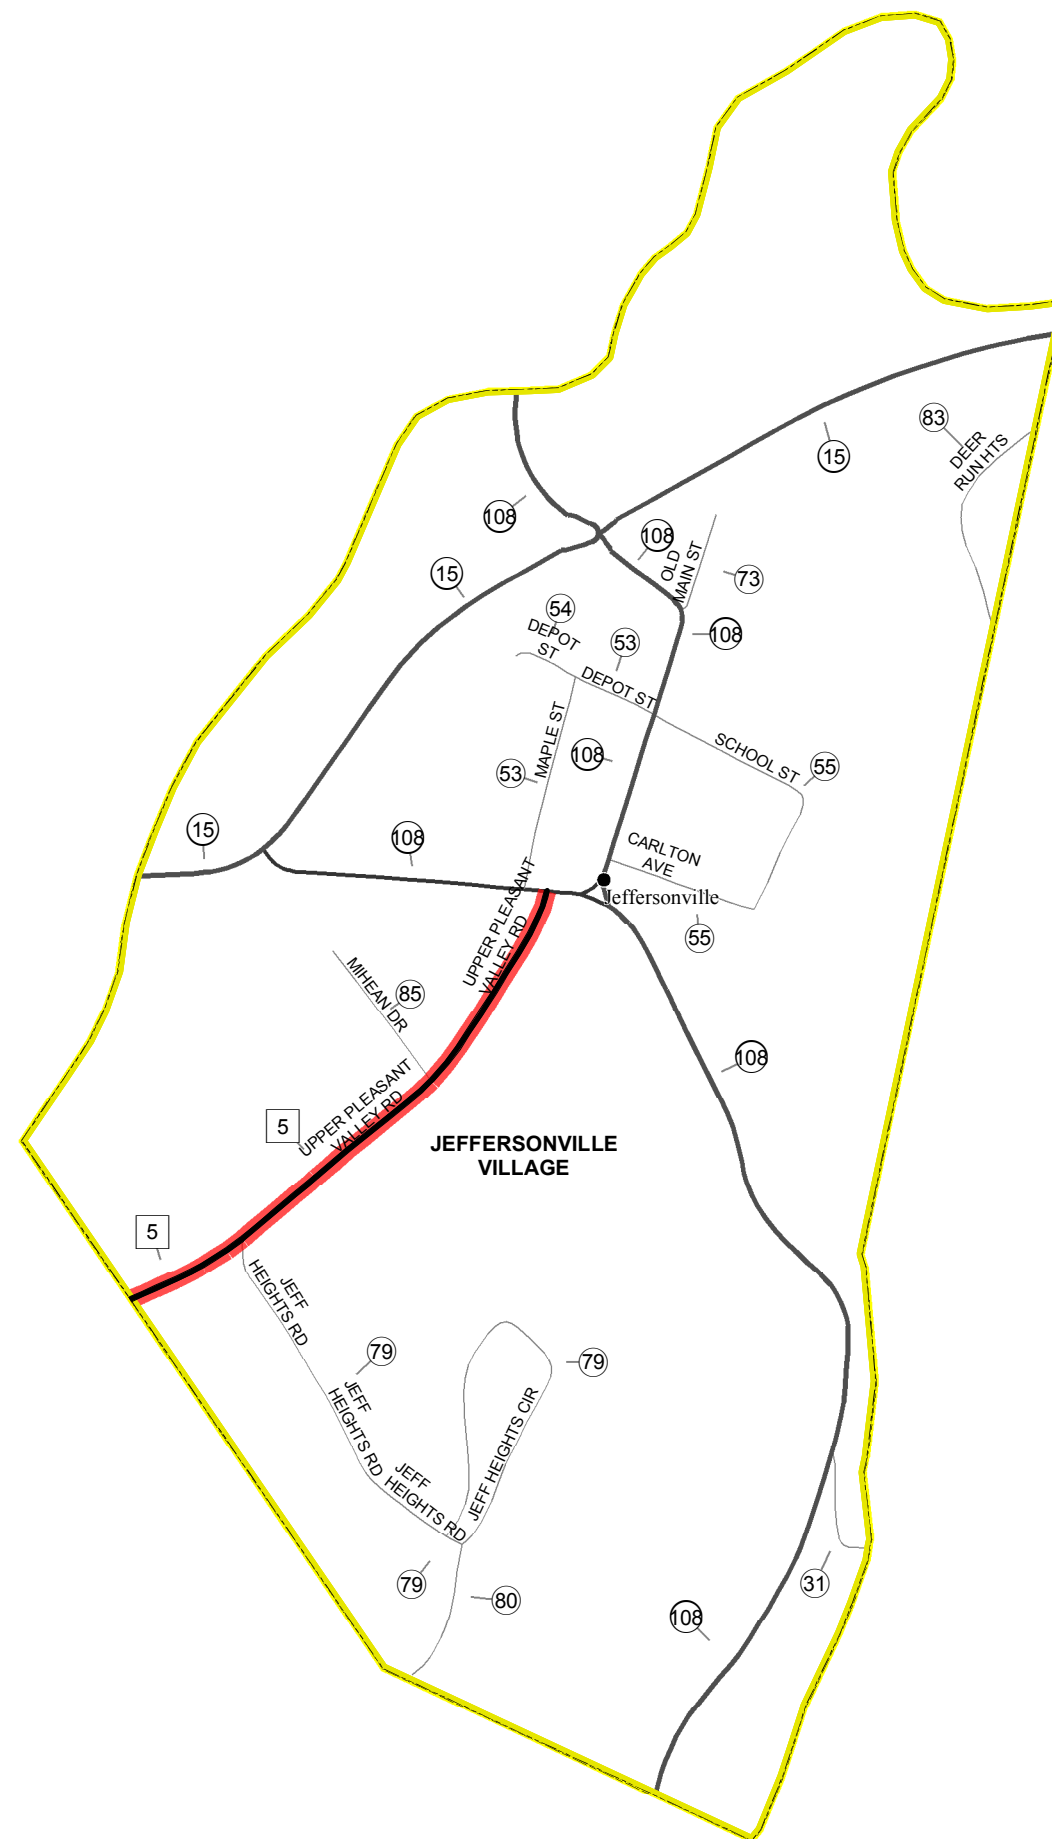 83
DEER
RUN HTS
15
108
108
OLD
MAIN ST
15
73
54
DEPOT
ST
53
108
DEPOT ST
MAPLE ST
108
SCHOOL ST
55
53
15
108
CARLTON
AVE
Jeffersonville
UPPER PLEASANT
VALLEY RD
55
MIHEAN DR
85
108
UPPER PLEASANT
VALLEY RD
5
JEFFERSONVILLE
VILLAGE
5
JEFF
HEIGHTS RD
79
79
JEFF
HEIGHTS RD
JEFF HEIGHTS CIR
JEFF
HEIGHTS RD
79
80
31
108